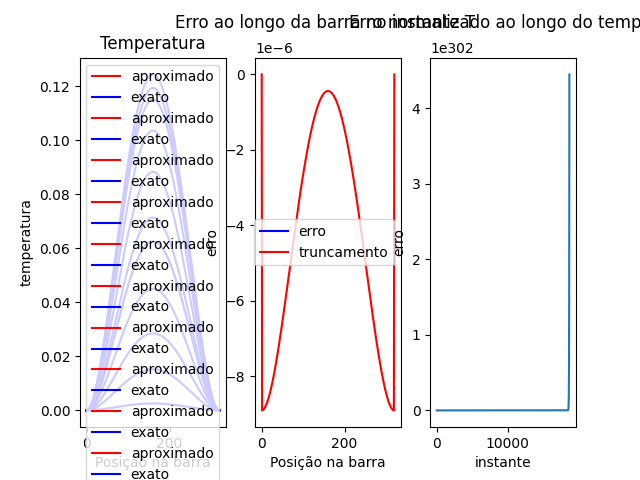 Erro ao longo da barra no instante T
Erro normalizado ao longo do temp
Temperatura
1e−6
1e302
0.12
0.10
0.08
0.06
0.04
0.02
0.00
temperatura
aproximado
exato
aproximado
exato
aproximado
exato
aproximado
exato
aproximado
exato
aproximado
exato
aproximado
exato
aproximado
exato
aproximado
exato
aproximado
exato
0
200
Posição na barra
0
−2
−4
−6
−8
erro
erro
truncamento
0
200
Posição na barra
4
3
2
1
0
erro
0
10000
instante